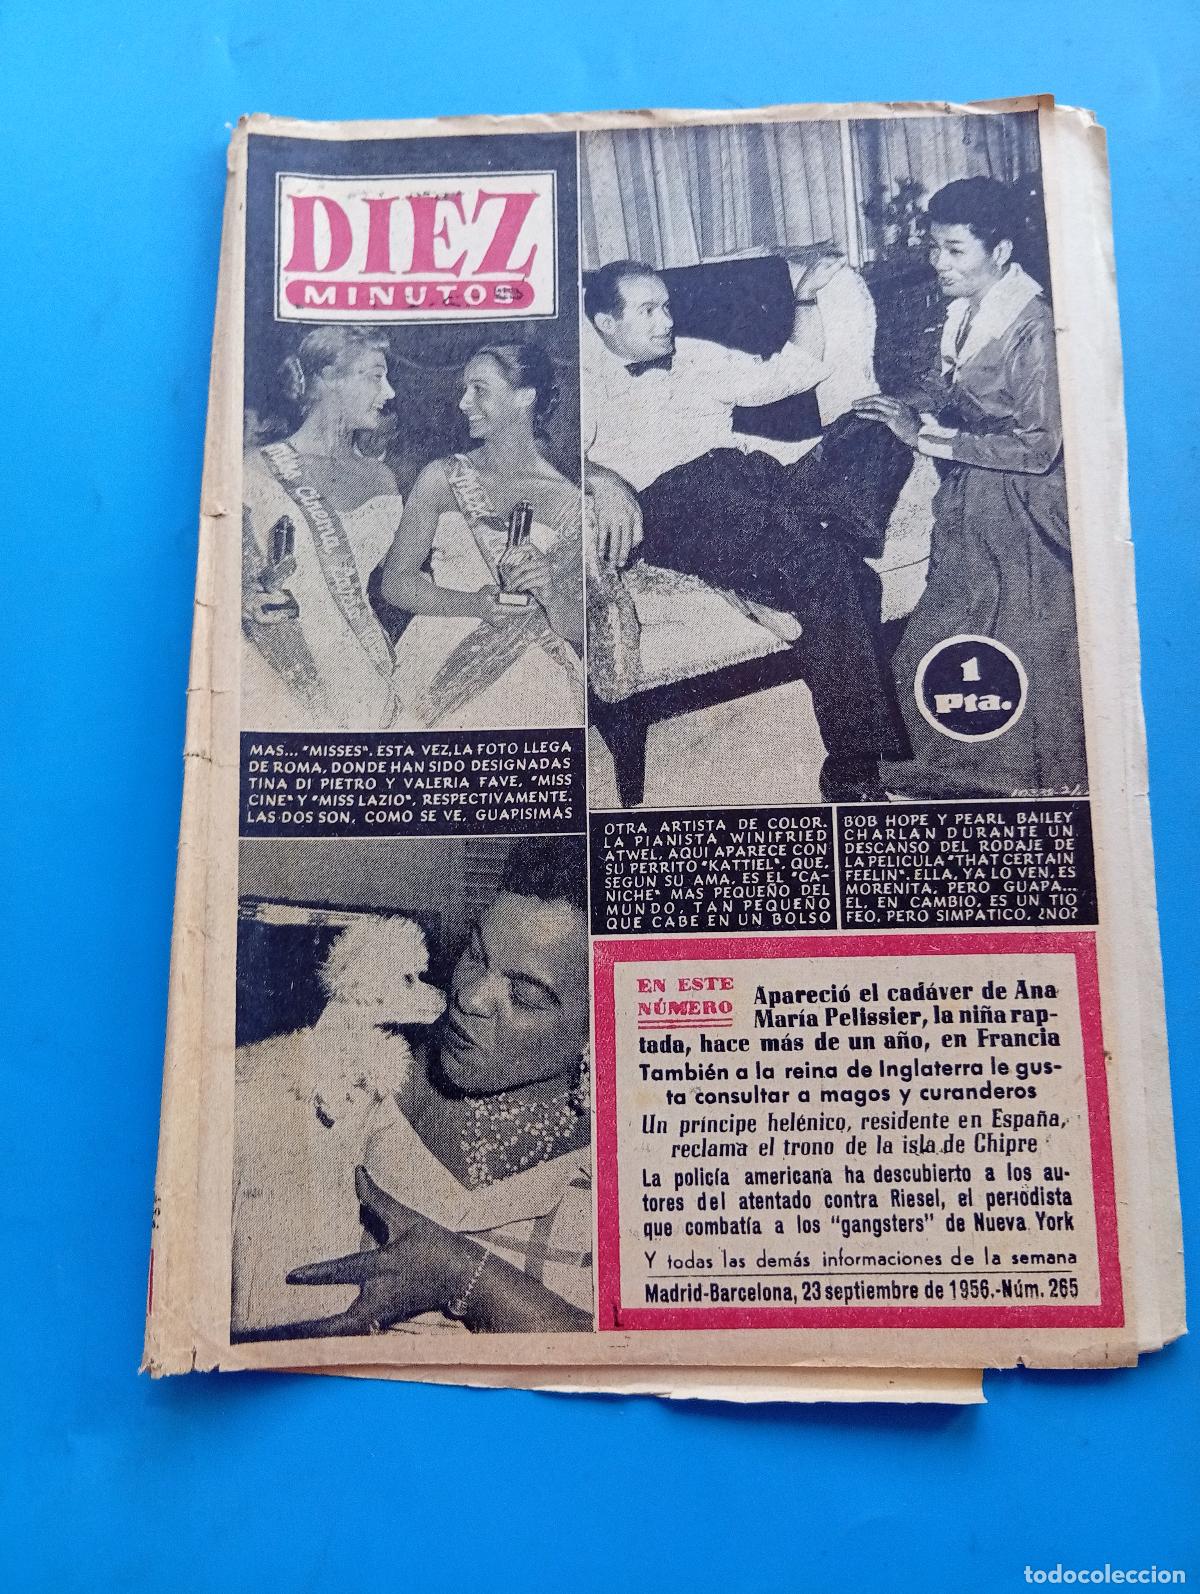 DIEZ
MINUTOS
Miss Cinema Lazio
Miss
1
Pta.
10339-2/
MAS... "MISSES". ESTA VEZ, LA FOTO LLEGA
DE ROMA, DONDE HAN SIDO DESIGNADAS
TINA DI PIETRO Y VALERIA FAVE, "MISS
CINE" Y "MISS LAZIO", RESPECTIVAMENTE.
LAS DOS SON, COMO SE VE, GUAPISIMAS
OTRA ARTISTA DE COLOR.
LA PIANISTA WINIFRIED
ATWEL, AQUI APARECE CON
SU PERRITO "KATTIEL", QUE,
SEGUN SU AMA, ES EL "CA-
NICHE" MAS PEQUEÑO DEL
MUNDO, TAN PEQUEÑO
QUE CABE EN UN BOLSO
BOB HOPE Y PEARL BAILEY
CHARLAN DURANTE UN
DESCANSO DEL RODAJE DE
LA PELICULA "THAT CERTAIN
FEELIN". ELLA, YA LO VEN, ES
MORENITA, PERO GUAPA...
EL, EN CAMBIO, ES UN TIO
FEO, PERO SIMPATICO, ¿NO?
EN ESTE
NÚMERO
Apareció el cadáver de Ana
María Pelissier, la niña rap-
tada, hace más de un año, en Francia
También a la reina de Inglaterra le gus-
ta consultar a magos y curanderos
Un príncipe helénico, residente en España,
reclama el trono de la isla de Chipre
La policía americana ha descubierto a los au-
tores del atentado contra Riesel, el periodista
que combatía a los "gangsters" de Nueva York
Y todas las demás informaciones de la semana
Madrid-Barcelona, 23 septiembre de 1956.-Núm. 265
todocoleccion